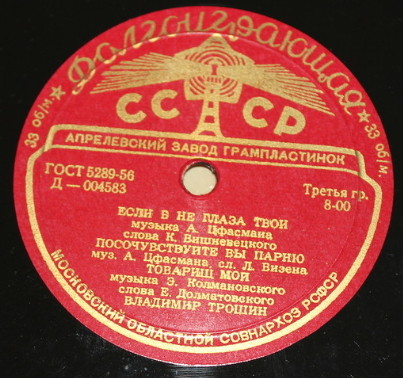 Долгоиграющая
33 об/м.
33 об/м.
СССР
АПРЕЛЕВСКИЙ ЗАВОД ГРАМПЛАСТИНОК
ГОСТ 5289-56
Д — 004583
Третья гр.
8-00
ЕСЛИ Б НЕ ГЛАЗА ТВОИ
музыка А. Цфасмана
слова К. Вишневецкого
ПОСОЧУВСТВУЙТЕ ВЫ ПАРНЮ
муз. А. Цфасмана сл. Л. Визена
ТОВАРИЩ МОЙ
музыка Э. Колмановского
слова Е. Долматовского
ВЛАДИМИР ТРОШИН
МОСКОВСКИЙ ОБЛАСТНОЙ СОВНАРХОЗ РСФСР